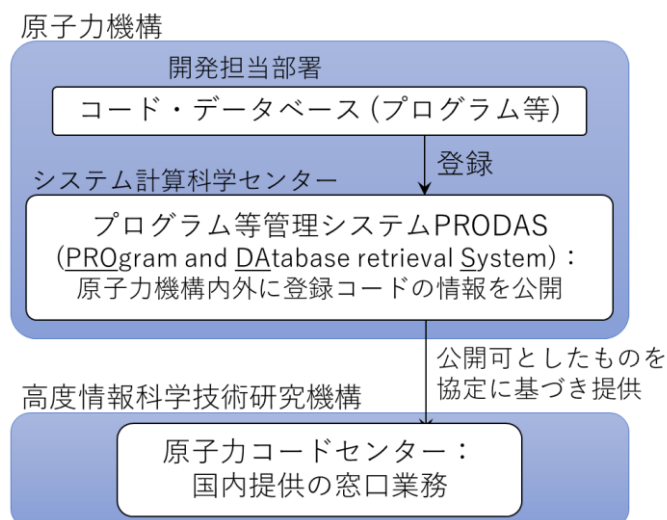 原子力機構
開発担当部署
コード・データベース (プログラム等)
登録
システム計算科学センター
プログラム等管理システムPRODAS
(PROgram and DAtabase retrieval System)：
原子力機構内外に登録コードの情報を公開
公開可としたものを
協定に基づき提供
高度情報科学技術研究機構
原子力コードセンター：
国内提供の窓口業務